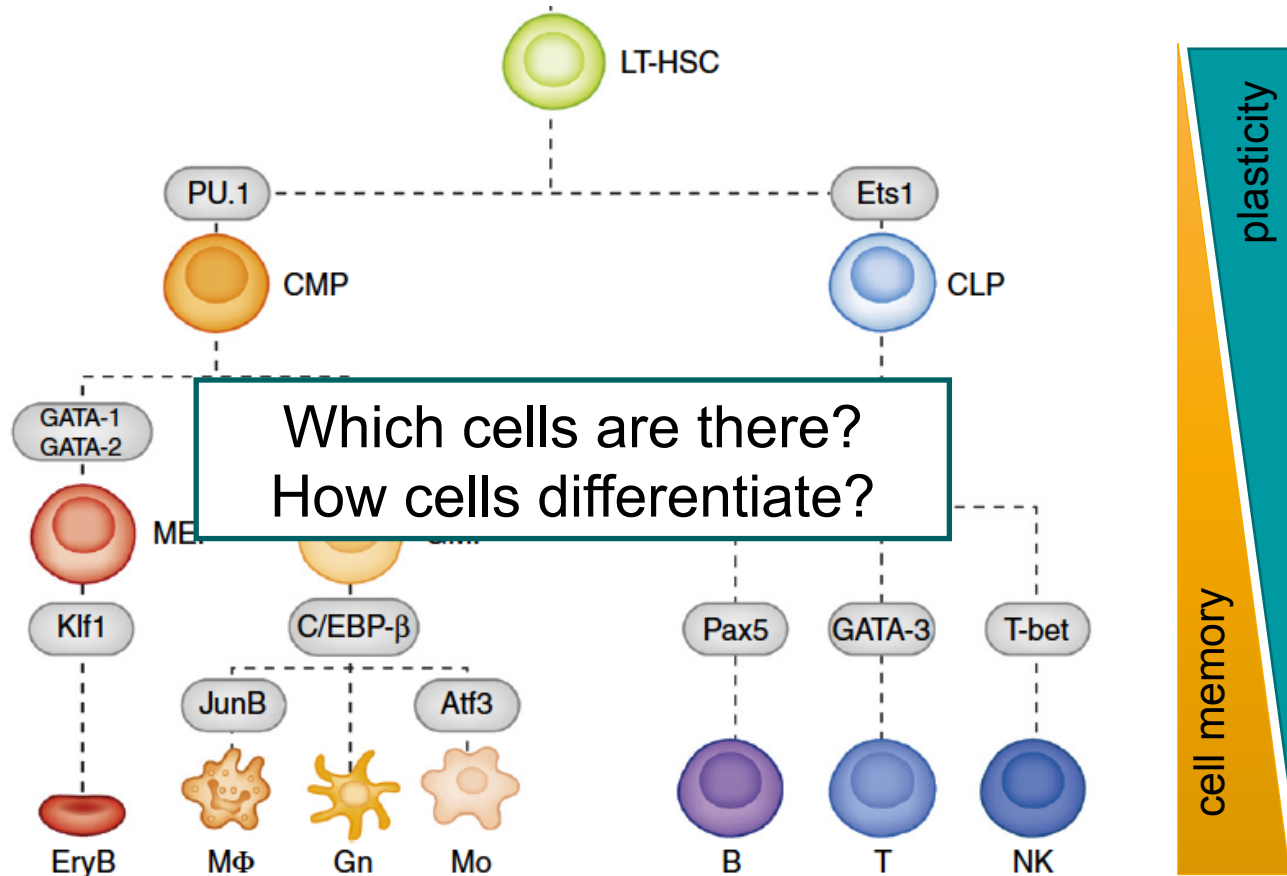 LT-HSC
PU.1
Ets1
CMP
CLP
plasticity
GATA-1
GATA-2
Which cells are there?
How cells differentiate?
Klf1
C/EBP-β
Pax5
GATA-3
T-bet
cell memory
JunB
Atf3
EryB
MΦ
Gn
Mo
B
T
NK